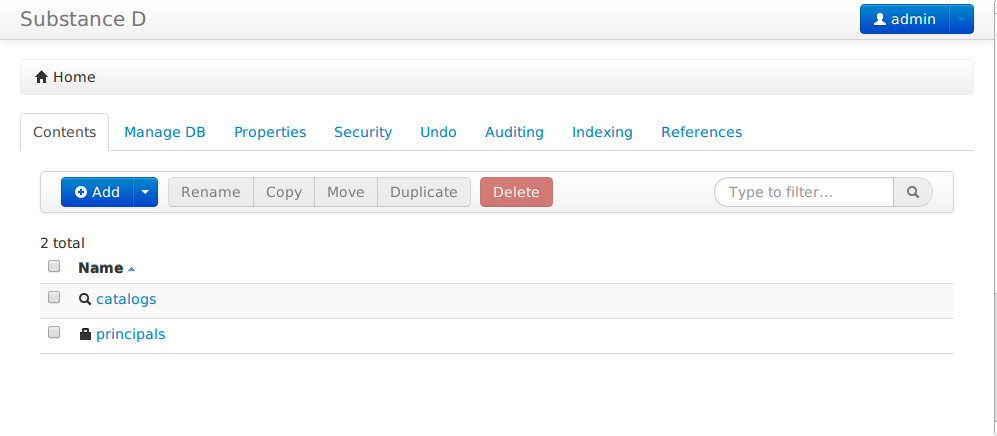 Substance D admin
Home
Contents Manage DB Properties Security Undo Auditing Indexing References
Add Rename Copy Move Duplicate Delete Type to filter...
2 total
Name
catalogs
principals